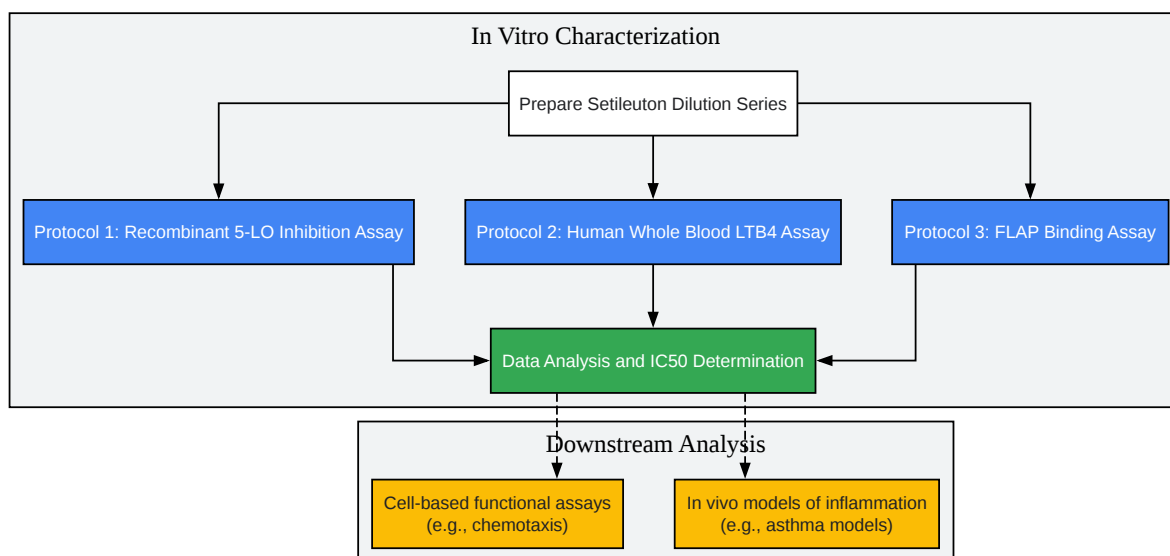 In Vitro Characterization
Prepare Setileuton Dilution Series
Protocol 1: Recombinant 5-LO Inhibition Assay
Protocol 2: Human Whole Blood LTB4 Assay
Protocol 3: FLAP Binding Assay
Data Analysis and IC50 Determination
Downstream Analysis
Cell-based functional assays
(e.g., chemotaxis)
In vivo models of inflammation
(e.g., asthma models)